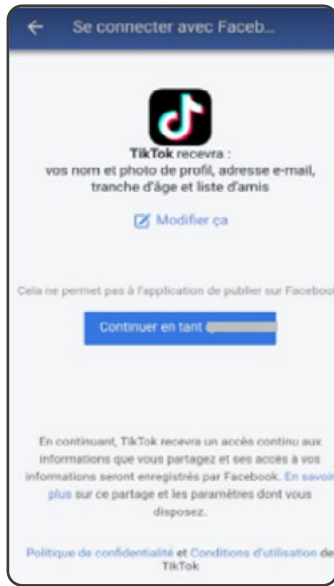 Se connecter avec Faceb...
TikTok recevra :
vos nom et photo de profil, adresse e-mail,
tranche d'âge et liste d'amis
Modifier ça
Cela ne permet pas à l'application de publier sur Facebook
Continuer en tant
En continuant, TikTok recevra un accès continu aux
informations que vous partagez et ses accès à vos
informations seront enregistrés par Facebook. En savoir
plus sur ce partage et les paramètres dont vous
disposez.
Politique de confidentialité et Conditions d'utilisation de
TikTok